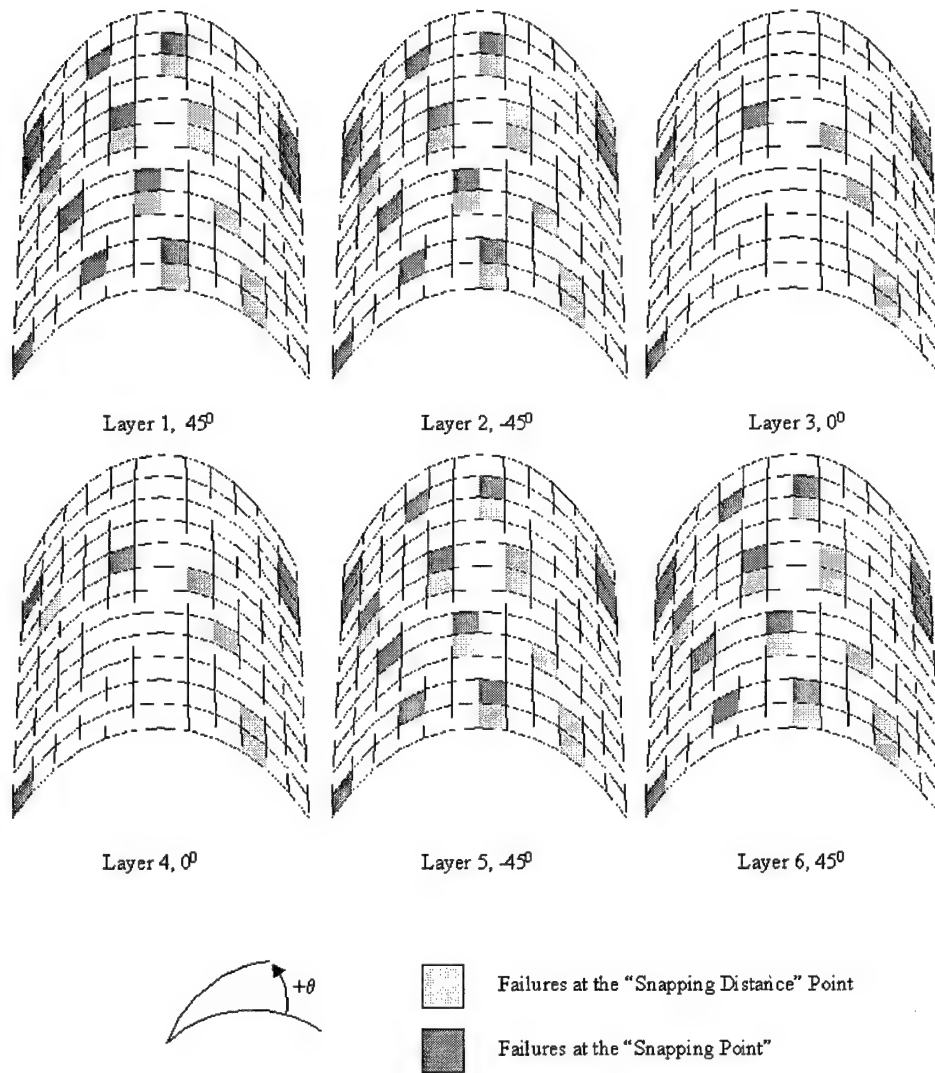 Layer 1, 45⁰
Layer 2, -45⁰
Layer 3, 0⁰
Layer 4, 0⁰
Layer 5, -45⁰
Layer 6, 45⁰
+θ
Failures at the “Snapping Distance” Point
Failures at the “Snapping Point”